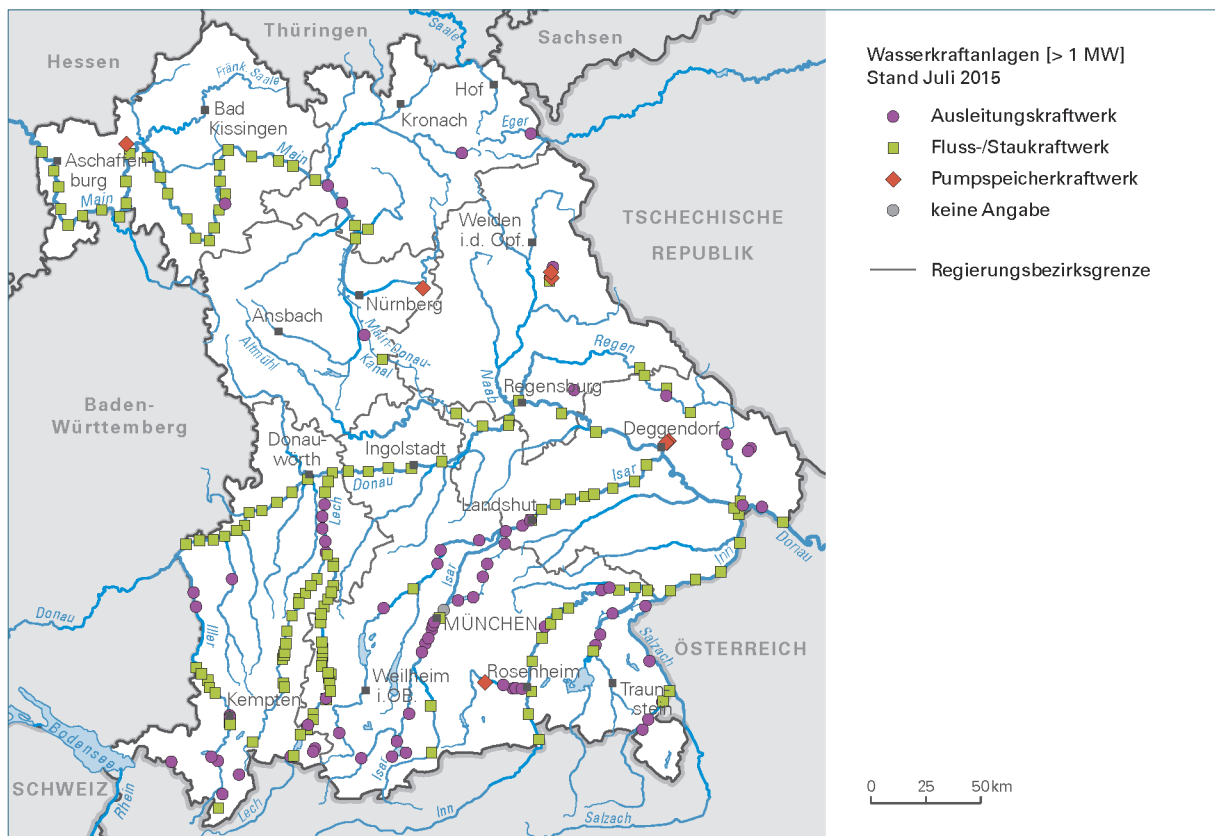 Thüringen
Saale
Sachsen
Hessen
Fränk. Saale
Hof
Bad
Kissingen
Kronach
Eger
Main
Aschaffen
burg
Main
Weiden
i.d. Opf.
TSCHECHISCHE
REPUBLIK
Nürnberg
Ansbach
Main-Donau-
Kanal
Altmühl
Regen
Naab
Regensburg
Baden-
Württemberg
Deggendorf
Donau-
wörth
Ingolstadt
Donau
Isar
Lech
Landshut
Donau
Inn
Isar
Donau
MÜNCHEN
Iller
Salzach
ÖSTERREICH
Rosenheim
Weilheim
i.OB.
Traun-
stein
Kempten
Bodensee
Isar
SCHWEIZ
Rhein
Lech
Inn
Salzach
Wasserkraftanlagen [> 1 MW]
Stand Juli 2015
Ausleitungskraftwerk
Fluss-/Staukraftwerk
Pumpspeicherkraftwerk
keine Angabe
Regierungsbezirksgrenze
0 25 50 km